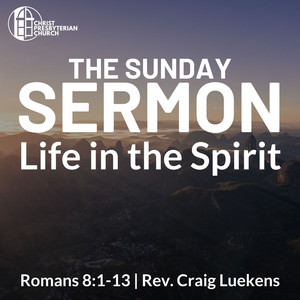 CHRIST
PRESBYTERIAN
CHURCH
THE SUNDAY
SERMON
Life in the Spirit
Romans 8:1-13 | Rev. Craig Luekens